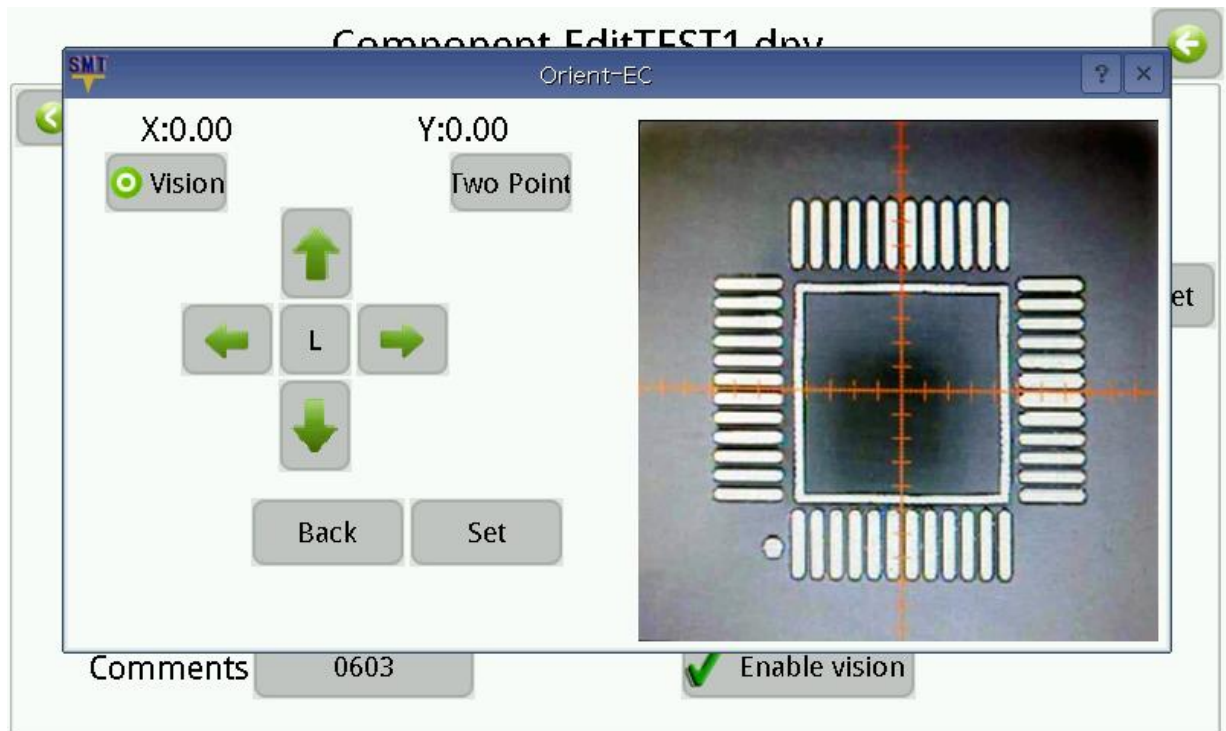 Component EditTEST1.dpv
SMT
Orient-EC
? ×
X:0.00 Y:0.00
Vision Two Point
L
et
Back Set
Comments 0603 Enable vision